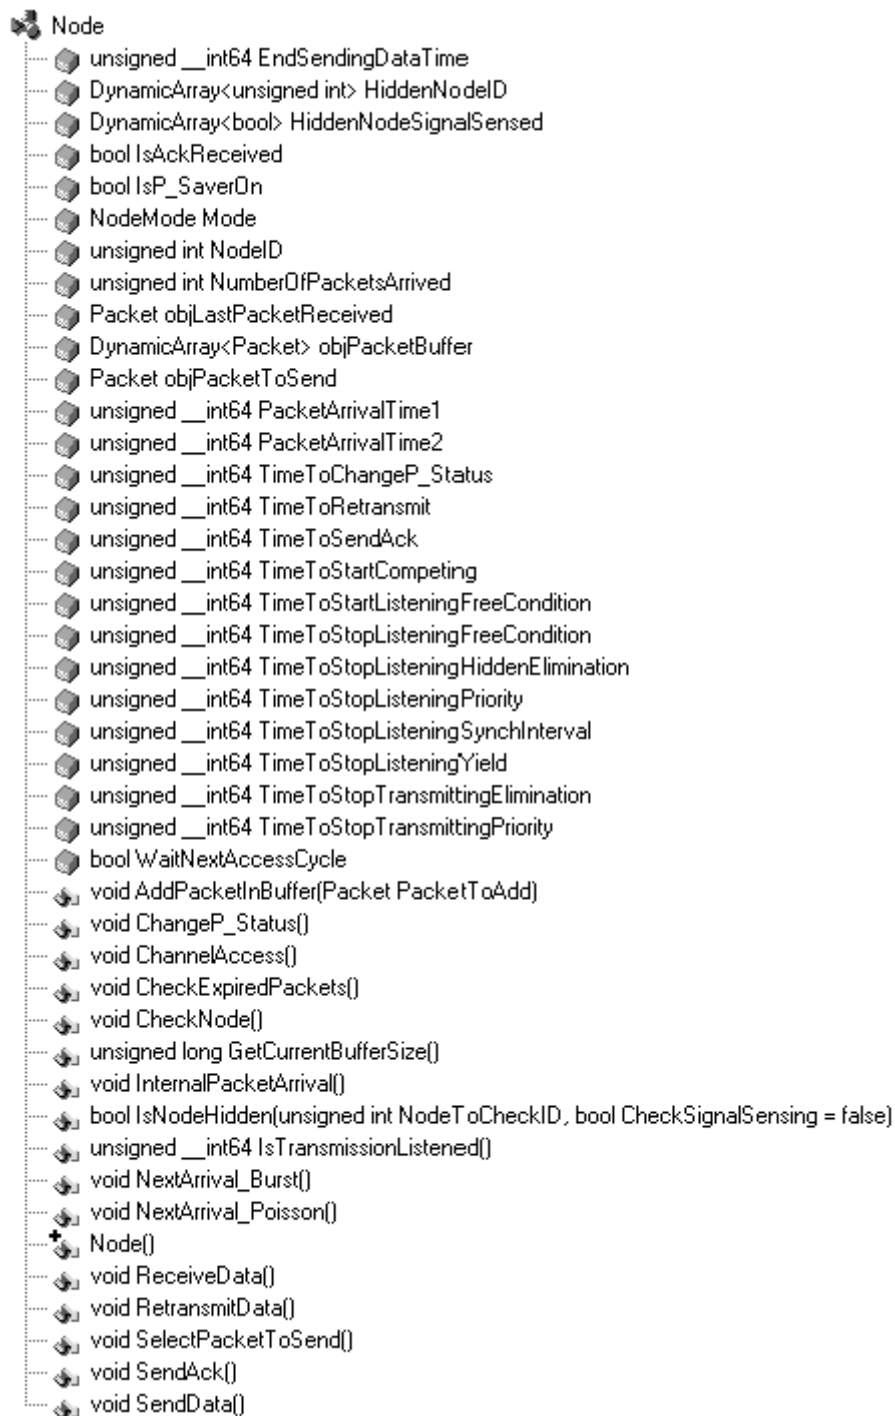 Node
unsigned __int64 EndSendingDataTime
DynamicArray<unsigned int> HiddenNodeID
DynamicArray<bool> HiddenNodeSignalSensed
bool IsAckReceived
bool IsP_SaverOn
NodeMode Mode
unsigned int NodeID
unsigned int NumberOfPacketsArrived
Packet objLastPacketReceived
DynamicArray<Packet> objPacketBuffer
Packet objPacketToSend
unsigned __int64 PacketArrivalTime1
unsigned __int64 PacketArrivalTime2
unsigned __int64 TimeToChangeP_Status
unsigned __int64 TimeToRetransmit
unsigned __int64 TimeToSendAck
unsigned __int64 TimeToStartCompeting
unsigned __int64 TimeToStartListeningFreeCondition
unsigned __int64 TimeToStopListeningFreeCondition
unsigned __int64 TimeToStopListeningHiddenElimination
unsigned __int64 TimeToStopListeningPriority
unsigned __int64 TimeToStopListeningSynchInterval
unsigned __int64 TimeToStopListeningYield
unsigned __int64 TimeToStopTransmittingElimination
unsigned __int64 TimeToStopTransmittingPriority
bool WaitNextAccessCycle
void AddPacketInBuffer(Packet PacketToAdd)
void ChangeP_Status()
void ChannelAccess()
void CheckExpiredPackets()
void CheckNode()
unsigned long GetCurrentBufferSize()
void InternalPacketArrival()
bool IsNodeHidden(unsigned int NodeToCheckID, bool CheckSignalSensing = false)
unsigned __int64 IsTransmissionListened()
void NextArrival_Burst()
void NextArrival_Poisson()
Node()
void ReceiveData()
void RetransmitData()
void SelectPacketToSend()
void SendAck()
void SendData()